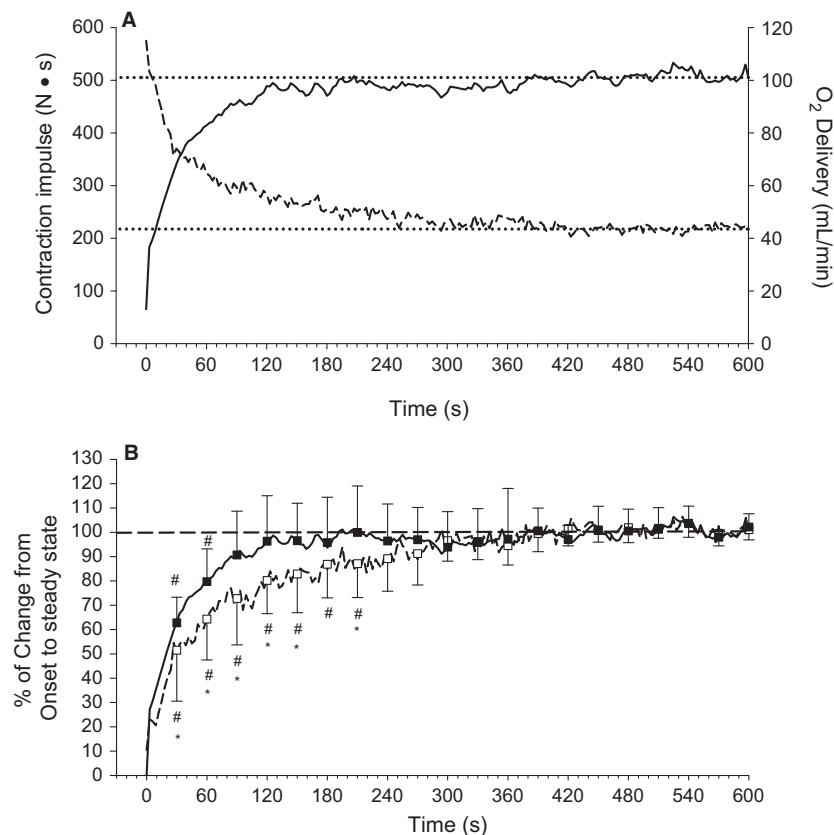 A
Contraction impulse (N • s)
600
500
400
300
200
100
0
O2 Delivery (mL/min)
120
100
80
60
40
20
0
0 60 120 180 240 300 360 420 480 540 600
Time (s)
B
% of Change from
Onset to steady state
130
120
110
100
90
80
70
60
50
40
30
20
10
0
# #
# # # #
# # * * *
* *
#
*
0 60 120 180 240 300 360 420 480 540 600
Time (s)